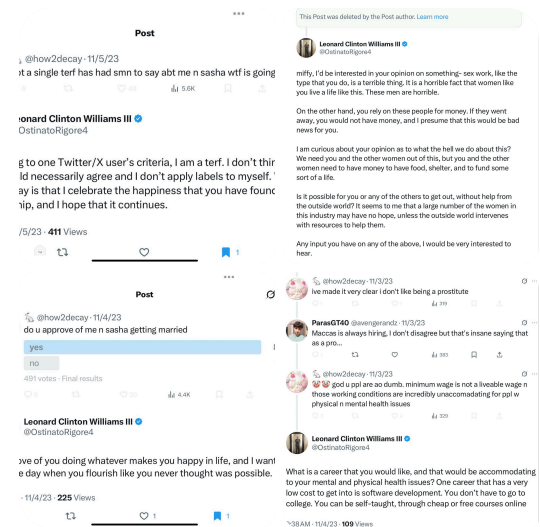 Post
@how2decay · 11/5/23
t a single terf has had smn to say abt me n sasha wtf is going
5.6K
eonard Clinton Williams III
OstinatoRigore4
g to one Twitter/X user's criteria, I am a terf. I don't thin
ld necessarily agree and I don't apply labels to myself.
ay is that I celebrate the happiness that you have found
hip, and I hope that it continues.
/5/23 · 411 Views
1
Post
@how2decay · 11/4/23
do u approve of me n sasha getting married
yes
no
491 votes · Final results
4.4K
Leonard Clinton Williams III
@OstinatoRigore4
ove of you doing whatever makes you happy in life, and I want
e day when you flourish like you never thought was possible.
· 11/4/23 · 225 Views
1
1
This Post was deleted by the Post author. Learn more
Leonard Clinton Williams III
@OstinatoRigore4
miffy, I'd be interested in your opinion on something- sex work, like the
type that you do, is a terrible thing. It is a horrible fact that women like
you live a life like this. These men are horrible.
On the other hand, you rely on these people for money. If they went
away, you would not have money, and I presume that this would be bad
news for you.
I am curious about your opinion as to what the hell we do about this?
We need you and the other women out of this, but you and the other
women need to have money to have food, shelter, and to fund some
sort of a life.
Is it possible for you or any of the others to get out, without help from
the outside world? It seems to me that a large number of the women in
this industry may have no hope, unless the outside world intervenes
with resources to help them.
Any input you have on any of the above, I would be very interested to
hear.
@how2decay · 11/3/23
ive made it very clear i don't like being a prostitute
319
ParasGT40 @avengerandz · 11/3/23
Maccas is always hiring, I don't disagree but that's insane saying that
as a pro...
383
@how2decay · 11/3/23
god u ppl are ao dumb. minimum wage is not a liveable wage n
those working conditions are incredibly unaccomadating for ppl w
physical n mental health issues
329
Leonard Clinton Williams III
@OstinatoRigore4
What is a career that you would like, and that would be accommodating
to your mental and physical health issues? One career that has a very
low cost to get into is software development. You don't have to go to
college. You can be self-taught, through cheap or free courses online
:38 AM · 11/4/23 · 109 Views